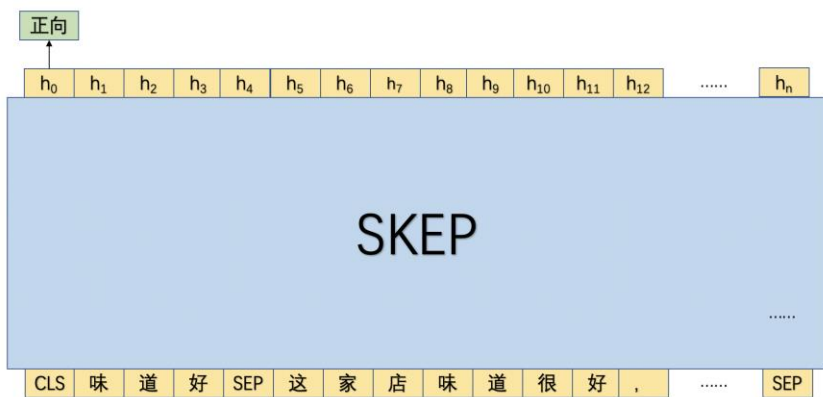 正向
h₀ h₁ h₂ h₃ h₄ h₅ h₆ h₇ h₈ h₉ h₁₀ h₁₁ h₁₂ …… hₙ
SKEP
……
CLS 味 道 好 SEP 这 家 店 味 道 很 好 , …… SEP